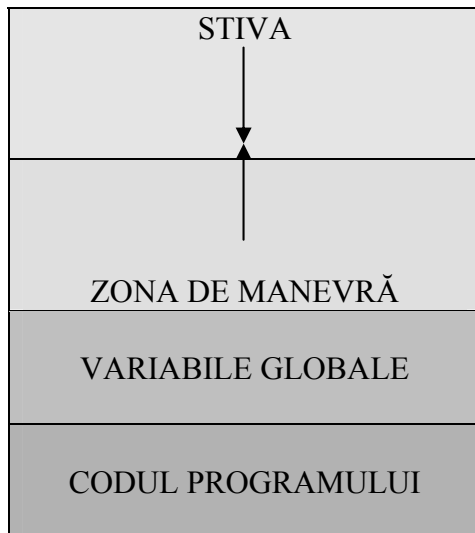 STIVA
ZONA DE MANEVRĂ
VARIABILE GLOBALE
CODUL PROGRAMULUI